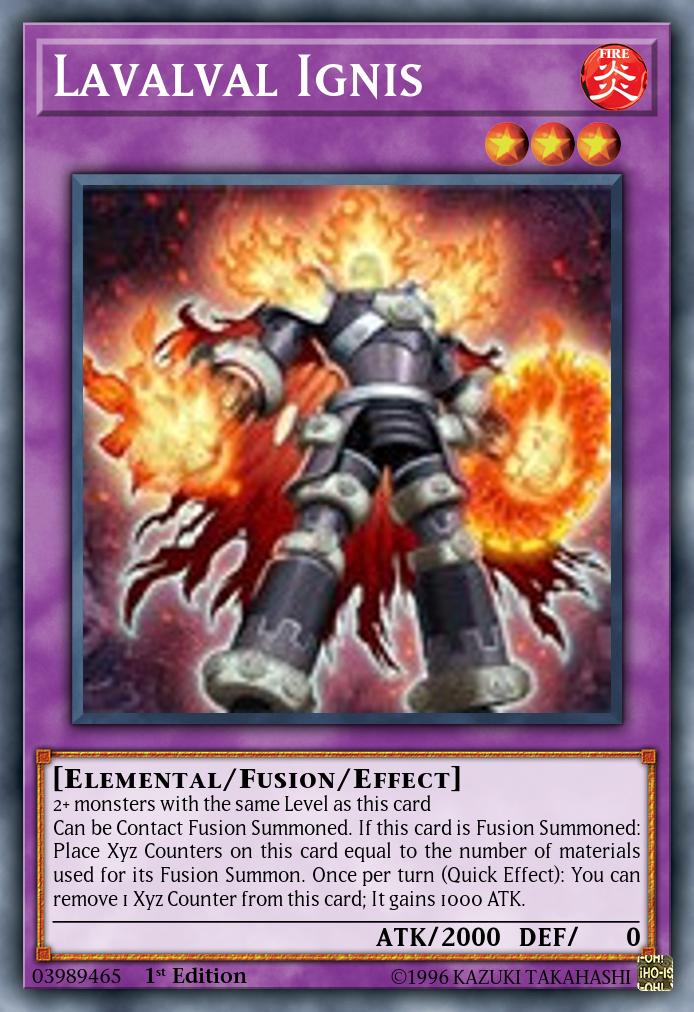 Lavalval Ignis
FIRE
炎
[Elemental/Fusion/Effect]
2+ monsters with the same Level as this card
Can be Contact Fusion Summoned. If this card is Fusion Summoned:
Place Xyz Counters on this card equal to the number of materials
used for its Fusion Summon. Once per turn (Quick Effect): You can
remove 1 Xyz Counter from this card; It gains 1000 ATK.
ATK/2000 DEF/ 0
03989465 1st Edition ©1996 KAZUKI TAKAHASHI